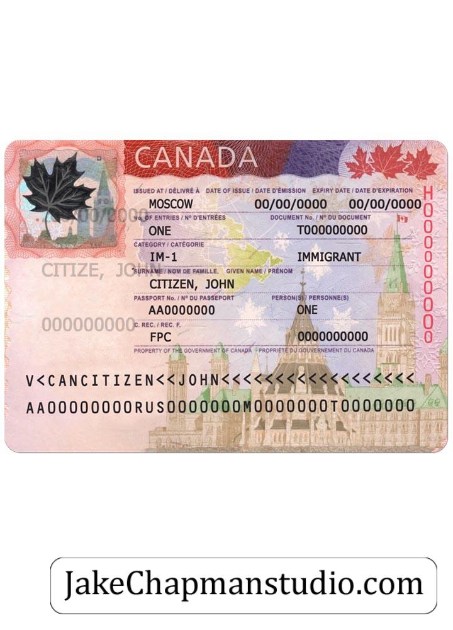 CANADA
ISSUED AT / DÉLIVRÉ À DATE OF ISSUE / DATE D'ÉMISSION EXPIRY DATE / DATE D'EXPIRATION
MOSCOW 00/00/0000 00/00/0000
OF ENTRIES / N° D'ENTRÉES DOCUMENT No. / N° DU DOCUMENT
ONE T000000000
CATEGORY / CATÉGORIE
IM-1 IMMIGRANT
CITIZE, JOHN
SURNAME / NOM DE FAMILLE, GIVEN NAME / PRÉNOM
CITIZEN, JOHN
PASSPORT No. / N° DU PASSEPORT PERSON(S) / PERSONNE(S)
AA0000000 ONE
000000000
C. REC. / R.C. F.
FPC 0000000000
PROPERTY OF THE GOVERNMENT OF CANADA / PROPRIÉTÉ DU GOUVERNEMENT DU CANADA
V<CANCITIZEN<<JOHN<<<<<<<<<<<<<<<<<<
AA00000000RUS0000000M0000000T0000000
JakeChapmanstudio.com